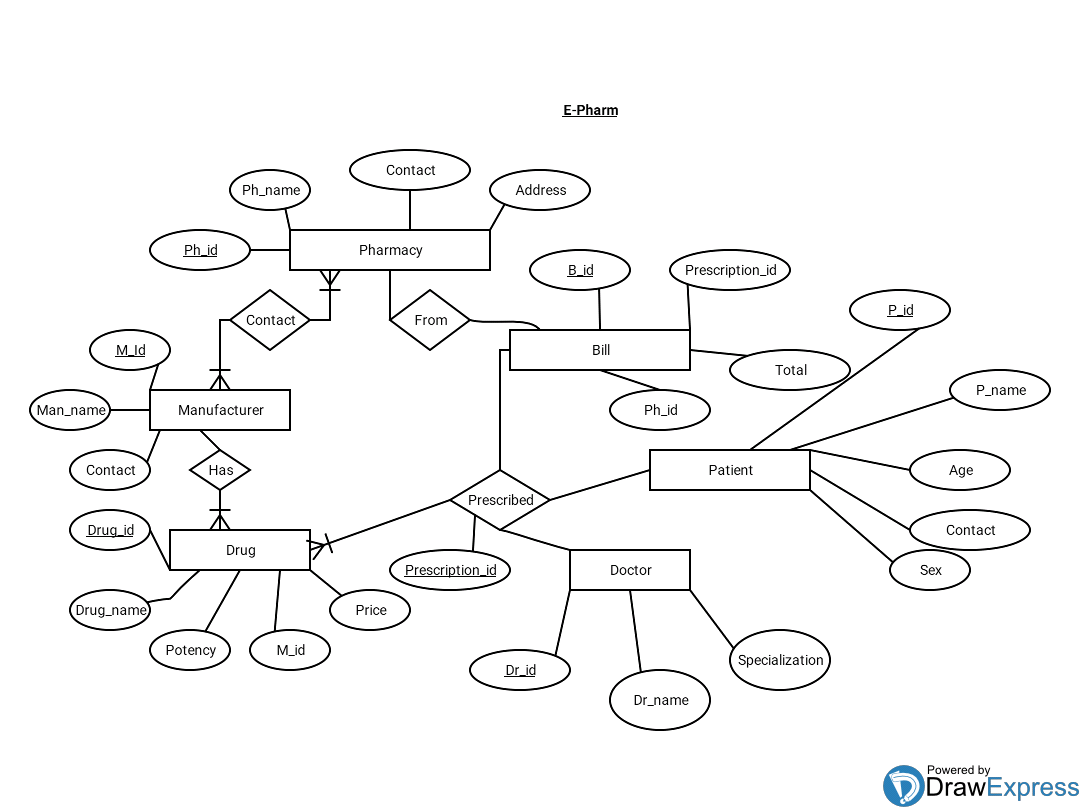 E-Pharm
Contact
Ph_name
Address
Ph_id
Pharmacy
B_id
Prescription_id
P_id
Contact
From
M_Id
Bill
Total
P_name
Man_name
Manufacturer
Ph_id
Contact
Has
Patient
Age
Prescribed
Drug_id
Contact
Drug
Prescription_id
Doctor
Sex
Drug_name
Price
Potency
M_id
Dr_id
Specialization
Dr_name
Powered by
DrawExpress